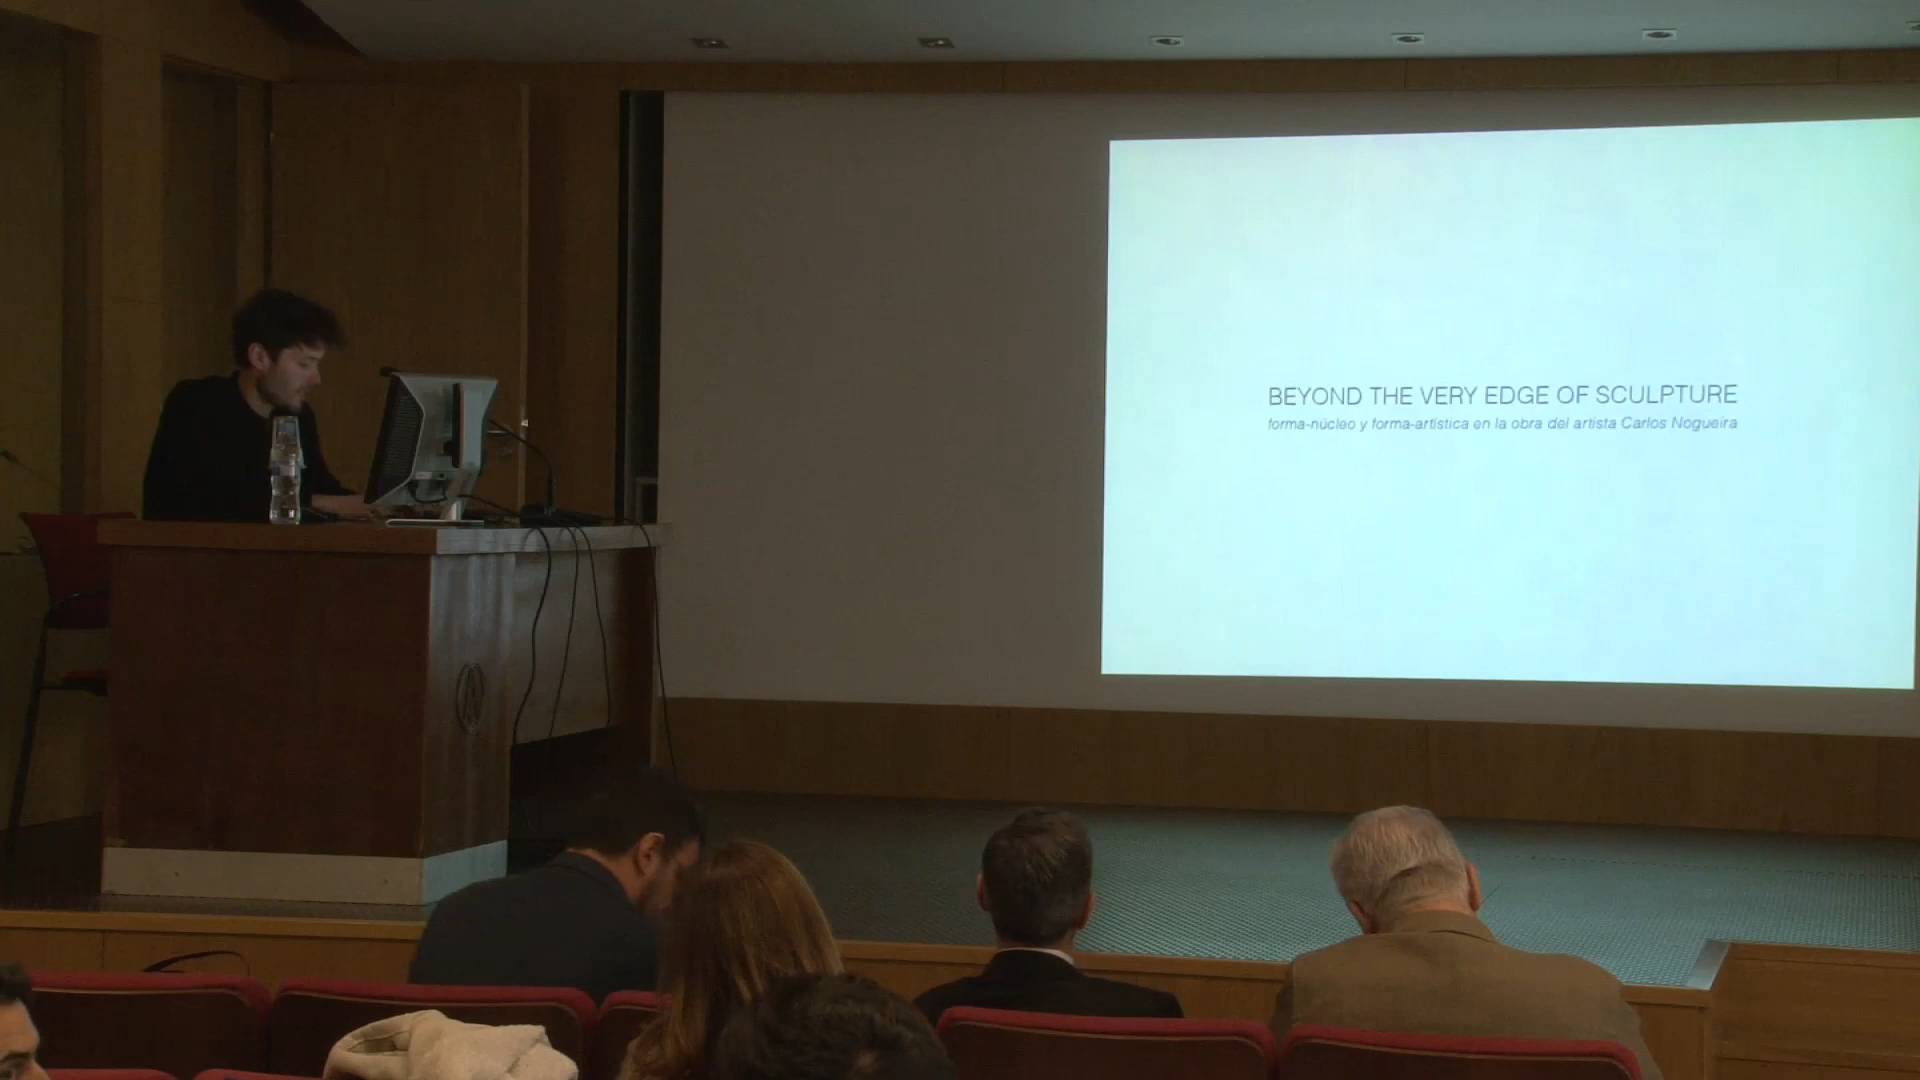 BEYOND THE VERY EDGE OF SCULPTURE
forma-núcleo y forma-artística en la obra del artista Carlos Nogueira